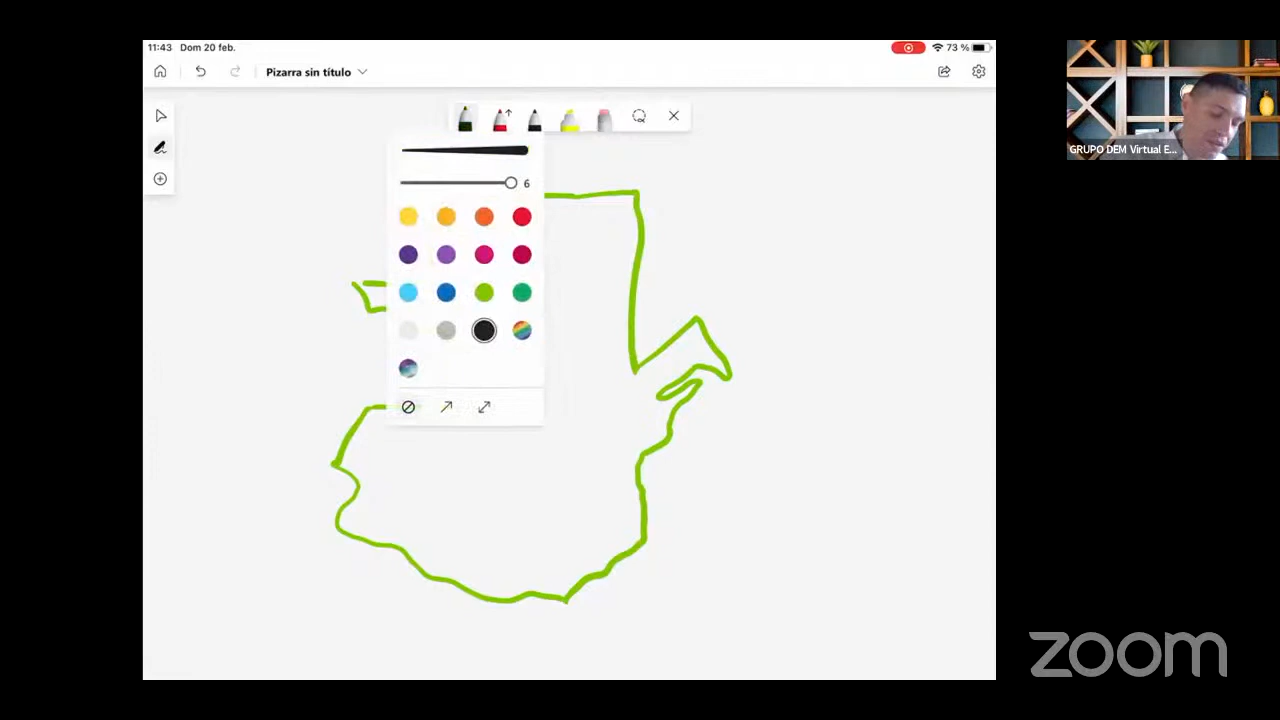 11:43 Dom 20 feb.
73 %
Pizarra sin título
6
GRUPO DEM Virtual E...
zoom